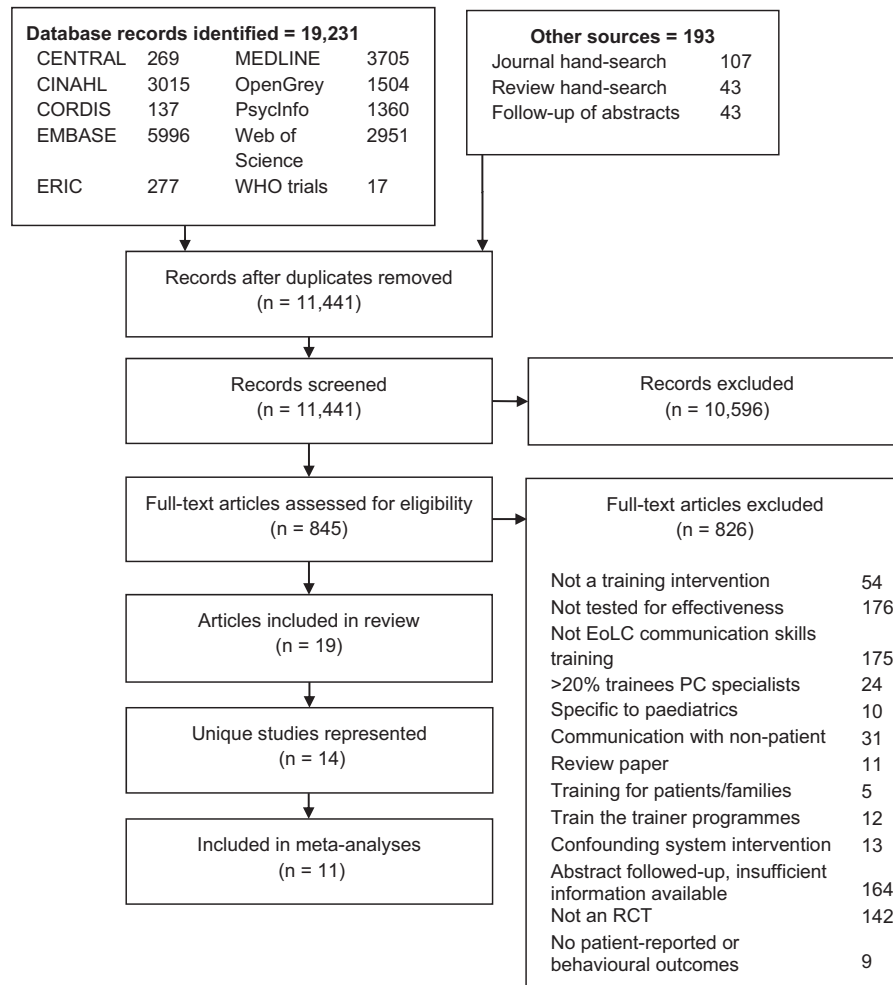 Database records identified = 19,231
CENTRAL 269 MEDLINE 3705
CINAHL 3015 OpenGrey 1504
CORDIS 137 PsycInfo 1360
EMBASE 5996 Web of 2951
Science
ERIC 277 WHO trials 17
Other sources = 193
Journal hand-search 107
Review hand-search 43
Follow-up of abstracts 43
Records after duplicates removed
(n = 11,441)
Records screened
(n = 11,441)
Records excluded
(n = 10,596)
Full-text articles assessed for eligibility
(n = 845)
Full-text articles excluded
(n = 826)
Not a training intervention 54
Not tested for effectiveness 176
Not EoLC communication skills
training 175
>20% trainees PC specialists 24
Specific to paediatrics 10
Communication with non-patient 31
Review paper 11
Training for patients/families 5
Train the trainer programmes 12
Confounding system intervention 13
Abstract followed-up, insufficient
information available 164
Not an RCT 142
No patient-reported or
behavioural outcomes 9
Articles included in review
(n = 19)
Unique studies represented
(n = 14)
Included in meta-analyses
(n = 11)